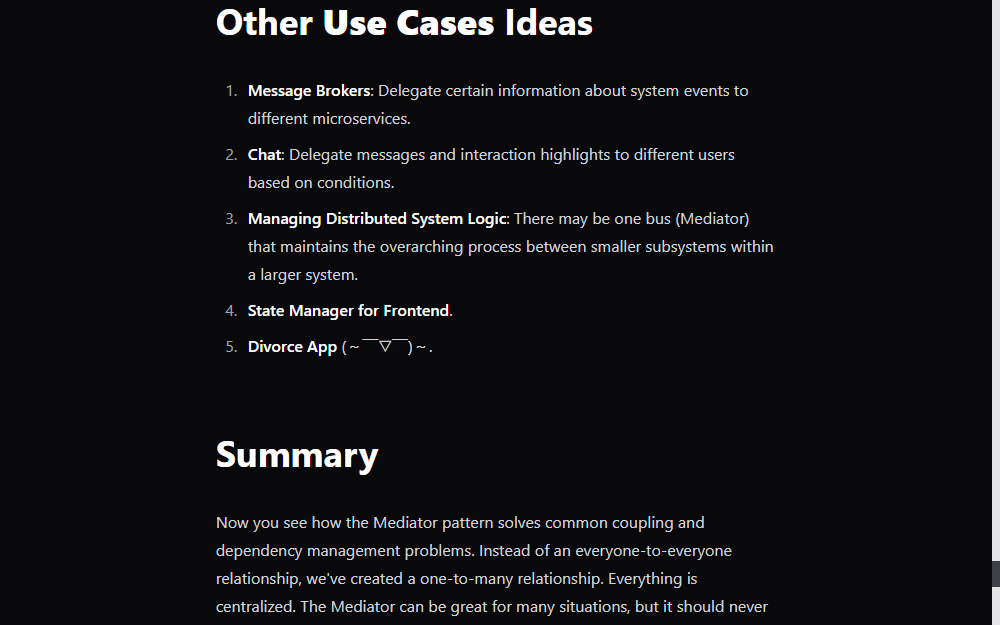 Other Use Cases Ideas
1. Message Brokers: Delegate certain information about system events to
different microservices.
2. Chat: Delegate messages and interaction highlights to different users
based on conditions.
3. Managing Distributed System Logic: There may be one bus (Mediator)
that maintains the overarching process between smaller subsystems within
a larger system.
4. State Manager for Frontend.
5. Divorce App (～￣▽￣)～.
Summary
Now you see how the Mediator pattern solves common coupling and
dependency management problems. Instead of an everyone-to-everyone
relationship, we've created a one-to-many relationship. Everything is
centralized. The Mediator can be great for many situations, but it should never